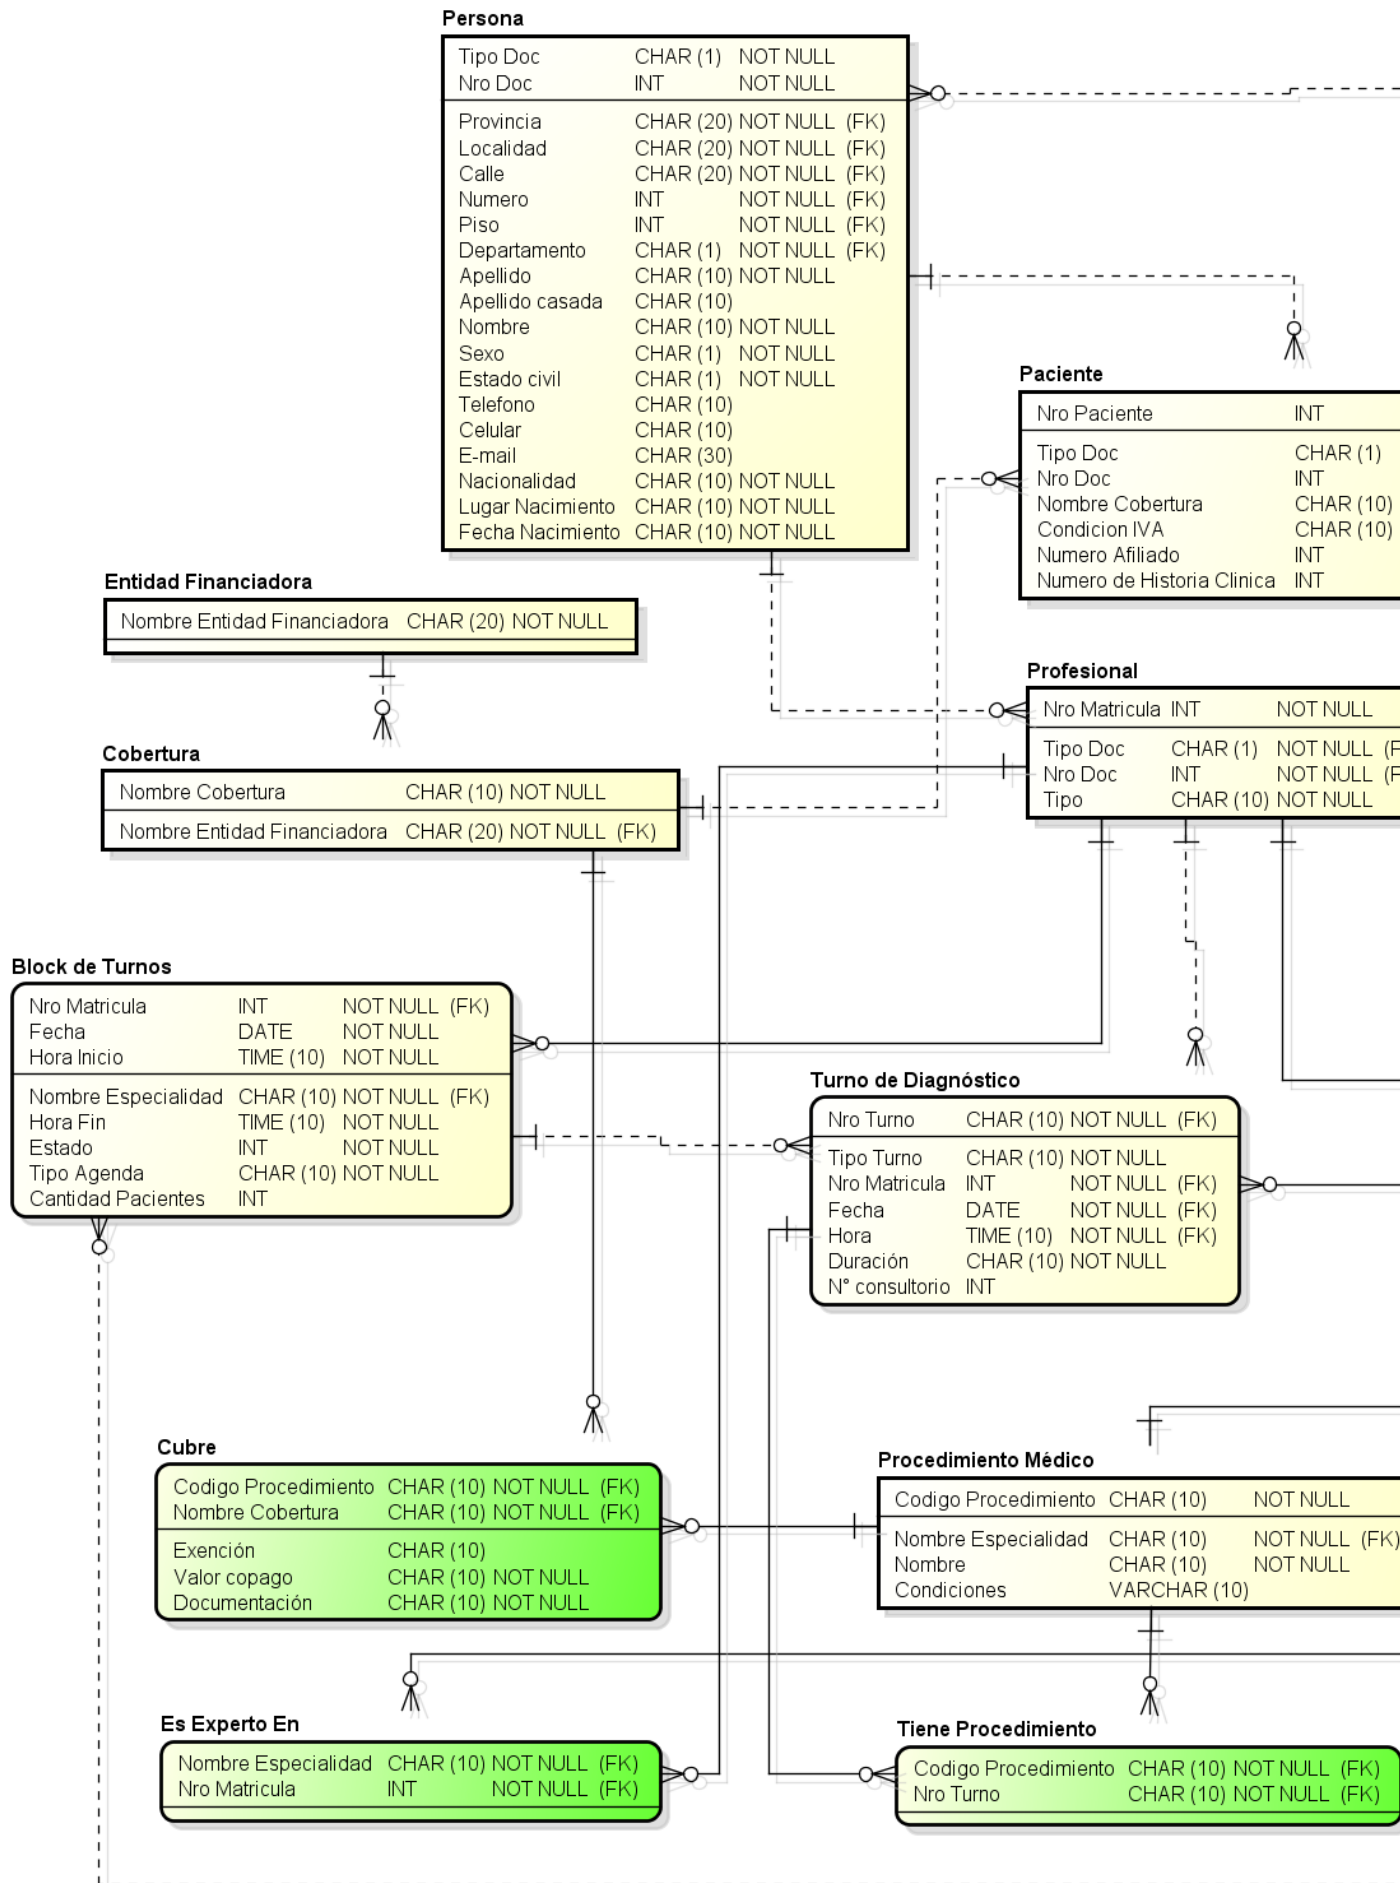 Persona
Tipo Doc CHAR (1) NOT NULL
Nro Doc INT NOT NULL
Provincia CHAR (20) NOT NULL (FK)
Localidad CHAR (20) NOT NULL (FK)
Calle CHAR (20) NOT NULL (FK)
Numero INT NOT NULL (FK)
Piso INT NOT NULL (FK)
Departamento CHAR (1) NOT NULL (FK)
Apellido CHAR (10) NOT NULL
Apellido casada CHAR (10)
Nombre CHAR (10) NOT NULL
Sexo CHAR (1) NOT NULL
Estado civil CHAR (1) NOT NULL
Telefono CHAR (10)
Celular CHAR (10)
E-mail CHAR (30)
Nacionalidad CHAR (10) NOT NULL
Lugar Nacimiento CHAR (10) NOT NULL
Fecha Nacimiento CHAR (10) NOT NULL
Paciente
Nro Paciente INT
Tipo Doc CHAR (1)
Nro Doc INT
Nombre Cobertura CHAR (10)
Condicion IVA CHAR (10)
Numero Afiliado INT
Numero de Historia Clinica INT
Entidad Financiadora
Nombre Entidad Financiadora CHAR (20) NOT NULL
Profesional
Nro Matricula INT NOT NULL
Tipo Doc CHAR (1) NOT NULL (F
Nro Doc INT NOT NULL (F
Tipo CHAR (10) NOT NULL
Cobertura
Nombre Cobertura CHAR (10) NOT NULL
Nombre Entidad Financiadora CHAR (20) NOT NULL (FK)
Block de Turnos
Nro Matricula INT NOT NULL (FK)
Fecha DATE NOT NULL
Hora Inicio TIME (10) NOT NULL
Nombre Especialidad CHAR (10) NOT NULL (FK)
Hora Fin TIME (10) NOT NULL
Estado INT NOT NULL
Tipo Agenda CHAR (10) NOT NULL
Cantidad Pacientes INT
Turno de Diagnóstico
Nro Turno CHAR (10) NOT NULL (FK)
Tipo Turno CHAR (10) NOT NULL
Nro Matricula INT NOT NULL (FK)
Fecha DATE NOT NULL (FK)
Hora TIME (10) NOT NULL (FK)
Duración CHAR (10) NOT NULL
N° consultorio INT
Cubre
Codigo Procedimiento CHAR (10) NOT NULL (FK)
Nombre Cobertura CHAR (10) NOT NULL (FK)
Exención CHAR (10)
Valor copago CHAR (10) NOT NULL
Documentación CHAR (10) NOT NULL
Procedimiento Médico
Codigo Procedimiento CHAR (10) NOT NULL
Nombre Especialidad CHAR (10) NOT NULL (FK)
Nombre CHAR (10) NOT NULL
Condiciones VARCHAR (10)
Es Experto En
Nombre Especialidad CHAR (10) NOT NULL (FK)
Nro Matricula INT NOT NULL (FK)
Tiene Procedimiento
Codigo Procedimiento CHAR (10) NOT NULL (FK)
Nro Turno CHAR (10) NOT NULL (FK)